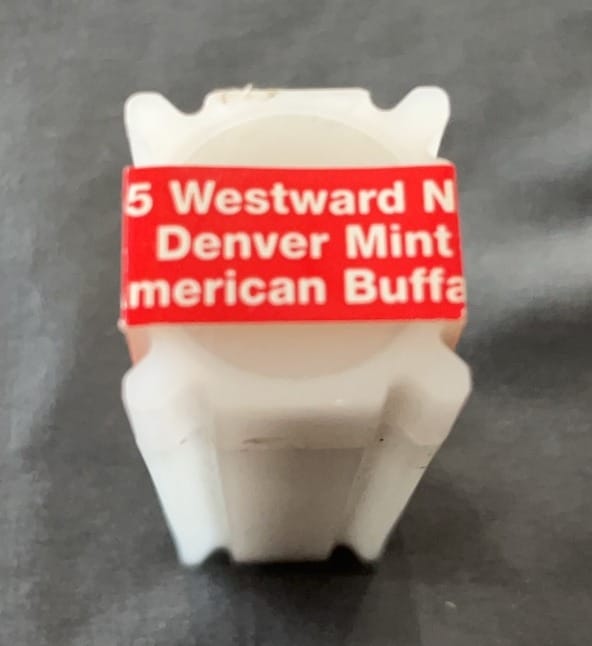 5 Westward N
Denver Mint
merican Buffa